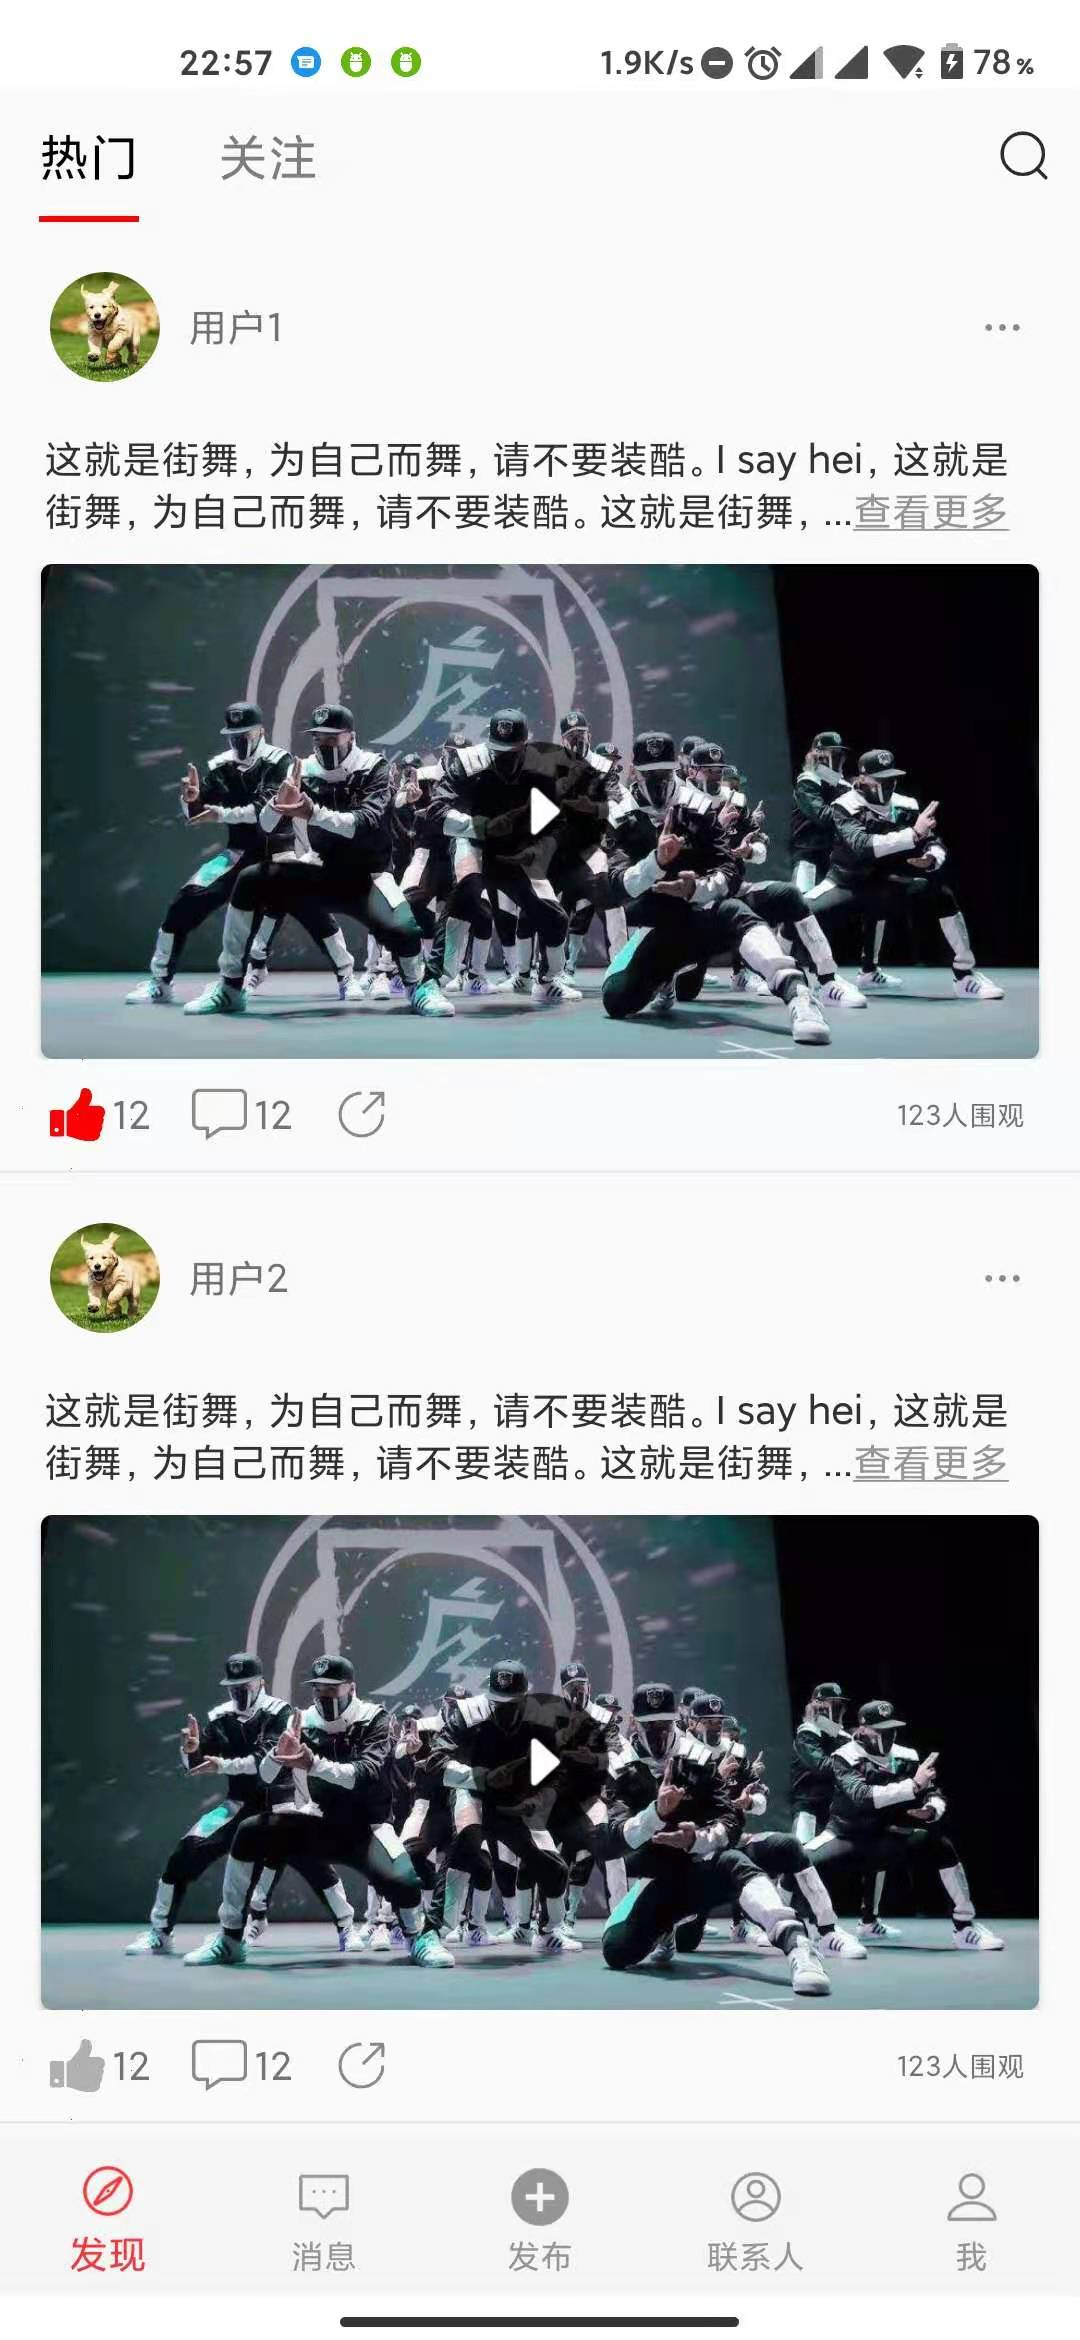 22:57 1.9K/s 78%
热门 关注
用户1
这就是街舞，为自己而舞，请不要装酷。I say hei，这就是
街舞，为自己而舞，请不要装酷。这就是街舞，...查看更多
12 12 123人围观
用户2
这就是街舞，为自己而舞，请不要装酷。I say hei，这就是
街舞，为自己而舞，请不要装酷。这就是街舞，...查看更多
12 12 123人围观
发现 消息 发布 联系人 我